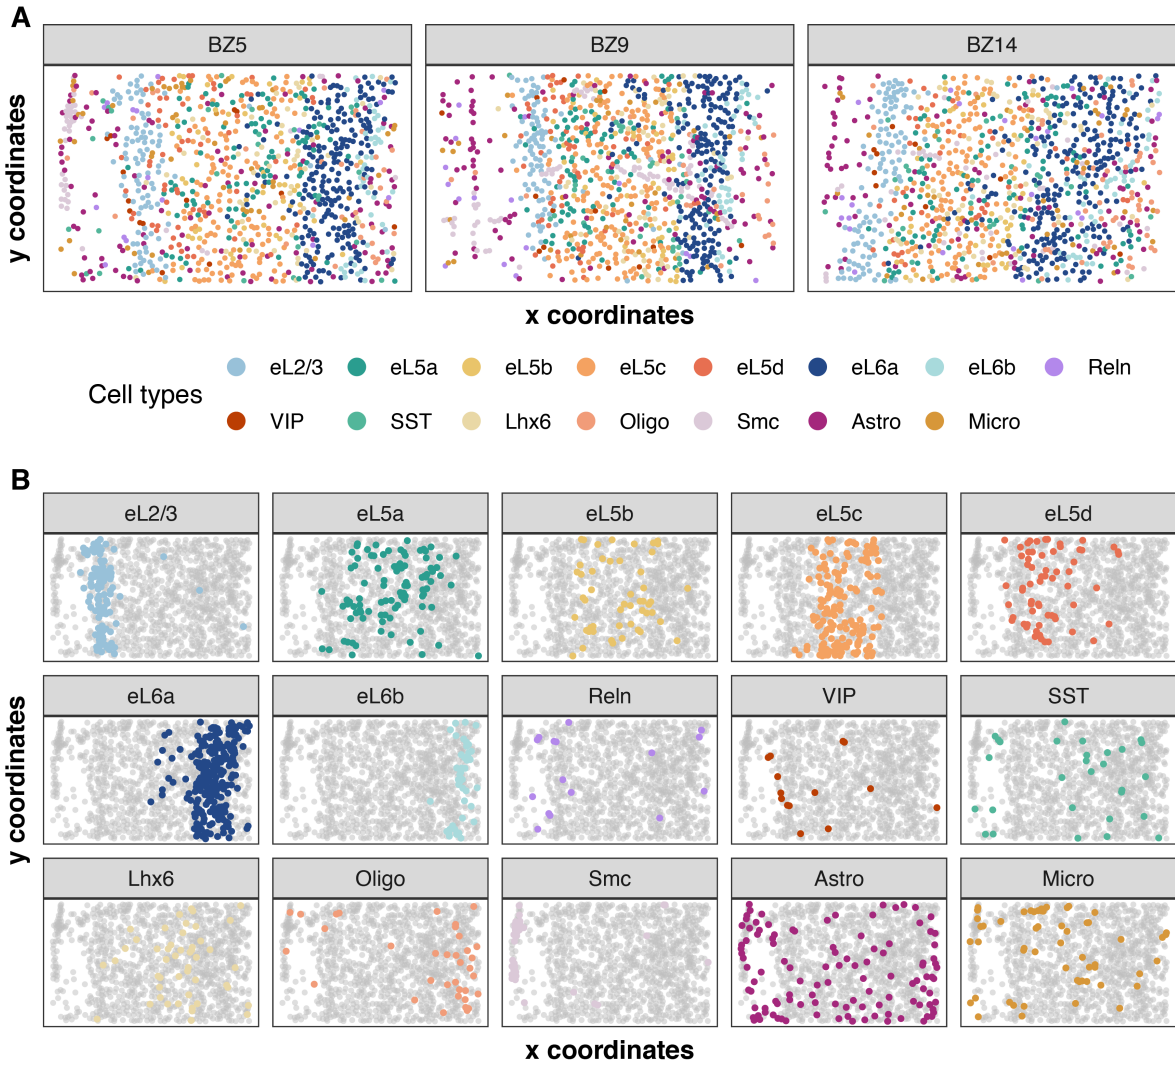 A
BZ5 BZ9 BZ14
y coordinates
x coordinates
Cell types
eL2/3 eL5a eL5b eL5c eL5d eL6a eL6b Reln
VIP SST Lhx6 Oligo Smc Astro Micro
B
eL2/3 eL5a eL5b eL5c eL5d
eL6a eL6b Reln VIP SST
y coordinates
Lhx6 Oligo Smc Astro Micro
x coordinates